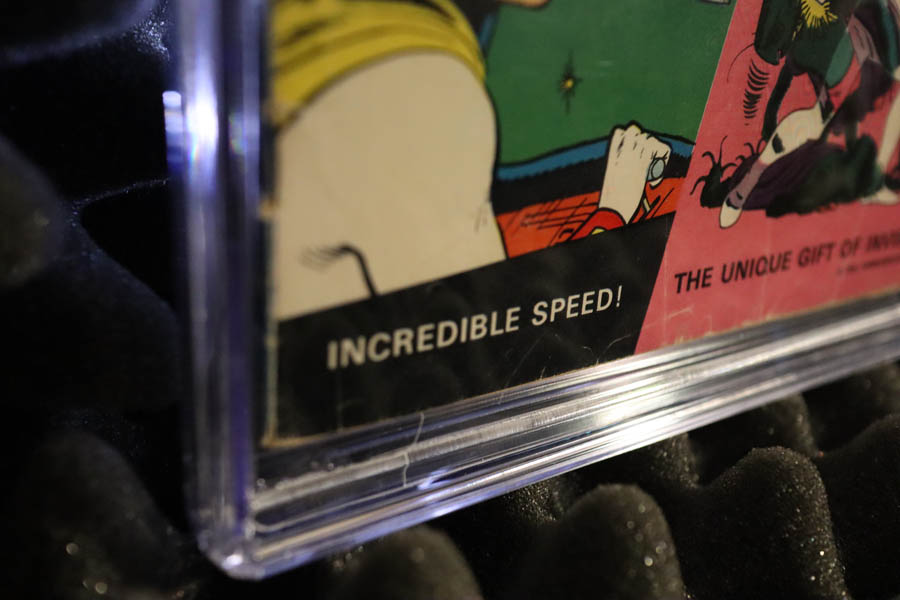 INCREDIBLE SPEED!
THE UNIQUE GIFT OF